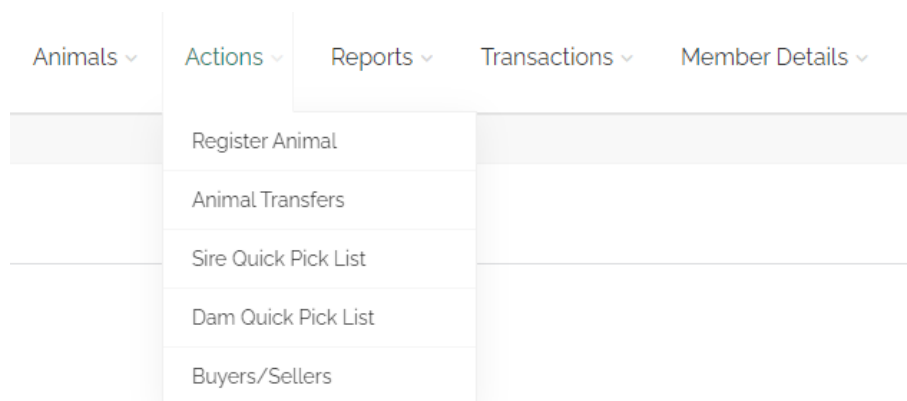 Animals Actions Reports Transactions Member Details
Register Animal
Animal Transfers
Sire Quick Pick List
Dam Quick Pick List
Buyers/Sellers